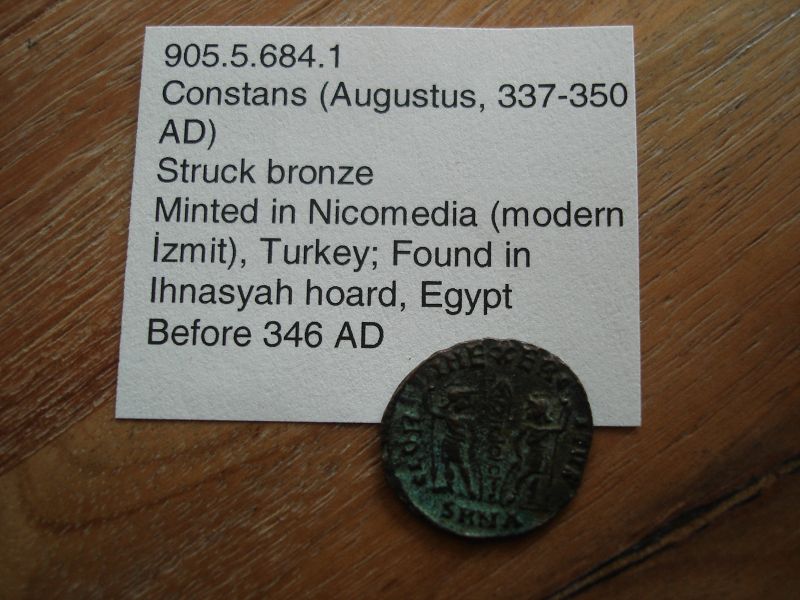 905.5.684.1
Constans (Augustus, 337-350
AD)
Struck bronze
Minted in Nicomedia (modern
İzmit), Turkey; Found in
Ihnasyah hoard, Egypt
Before 346 AD
SMNA